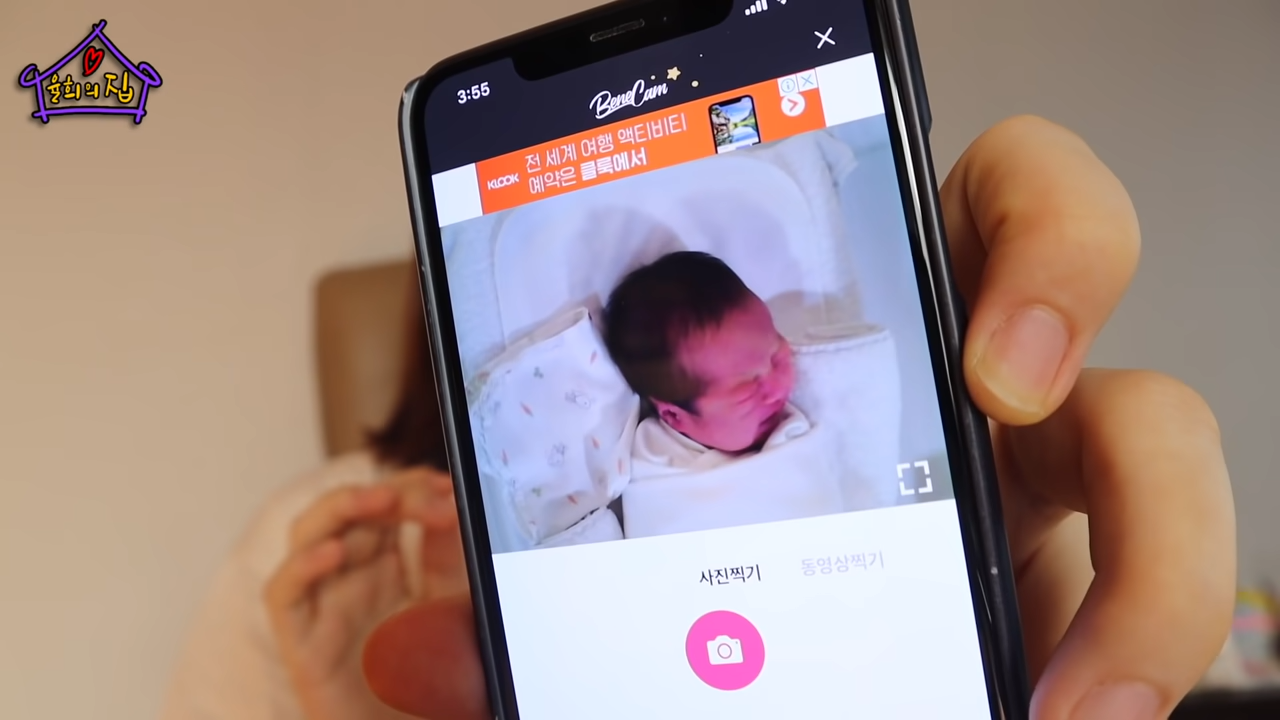 율희의 집
3:55
BeneCam
KLOOK
전 세계 여행 액티비티
예약은 클룩에서
사진찍기
동영상찍기